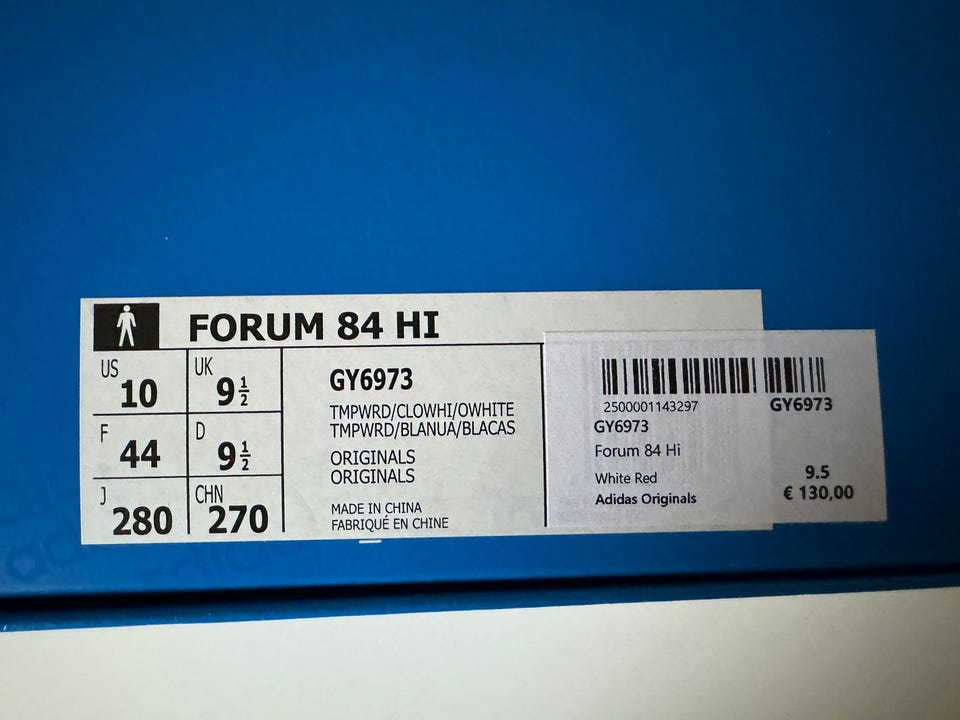 FORUM 84 HI
US 10
UK 9 1/2
F 44
D 9 1/2
J 280
CHN 270
GY6973
TMPWRD/CLOWHI/OWHITE
TMPWRD/BLANUA/BLACAS
ORIGINALS
ORIGINALS
MADE IN CHINA
FABRIQUÉ EN CHINE
2500001143297
GY6973
GY6973
Forum 84 Hi
White Red
9.5
Adidas Originals
€ 130,00